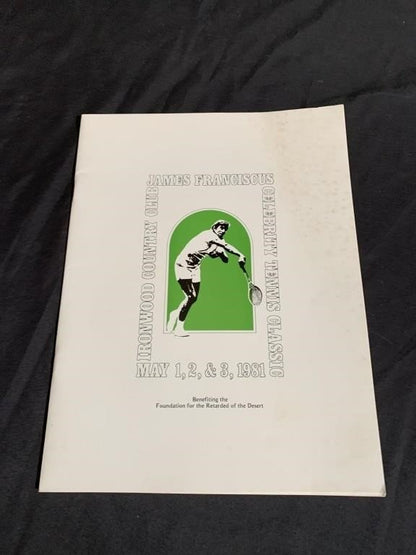 JAMES FRANCISCUS
CELEBRITY TENNIS CLASSIC
IRONWOOD COUNTRY CLUB
MAY 1, 2, & 3, 1981
Benefiting the
Foundation for the Retarded of the Desert